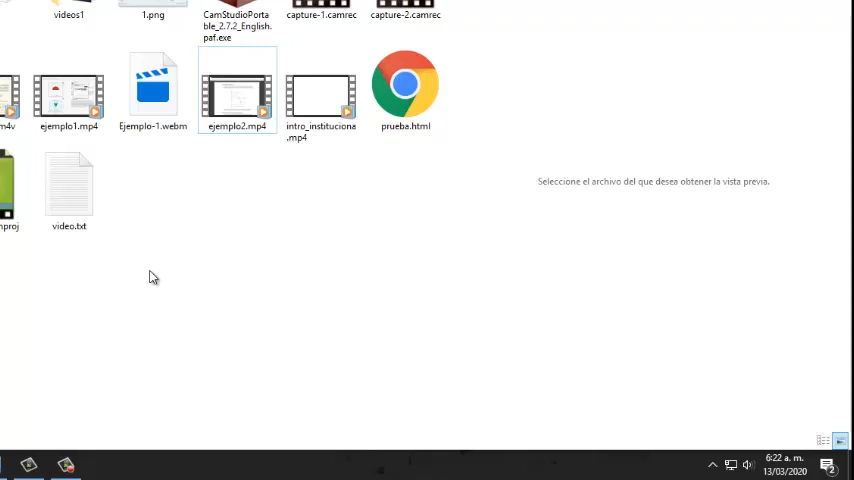 videos1
1.png
CamStudioPorta
ble_2.7.2_English.
paf.exe
capture-1.camrec
capture-2.camrec
m4v
ejemplo1.mp4
Ejemplo-1.webm
ejemplo2.mp4
intro_instituciona
.mp4
prueba.html
Seleccione el archivo del que desea obtener la vista previa.
nproj
video.txt
6:22 a. m.
13/03/2020
2